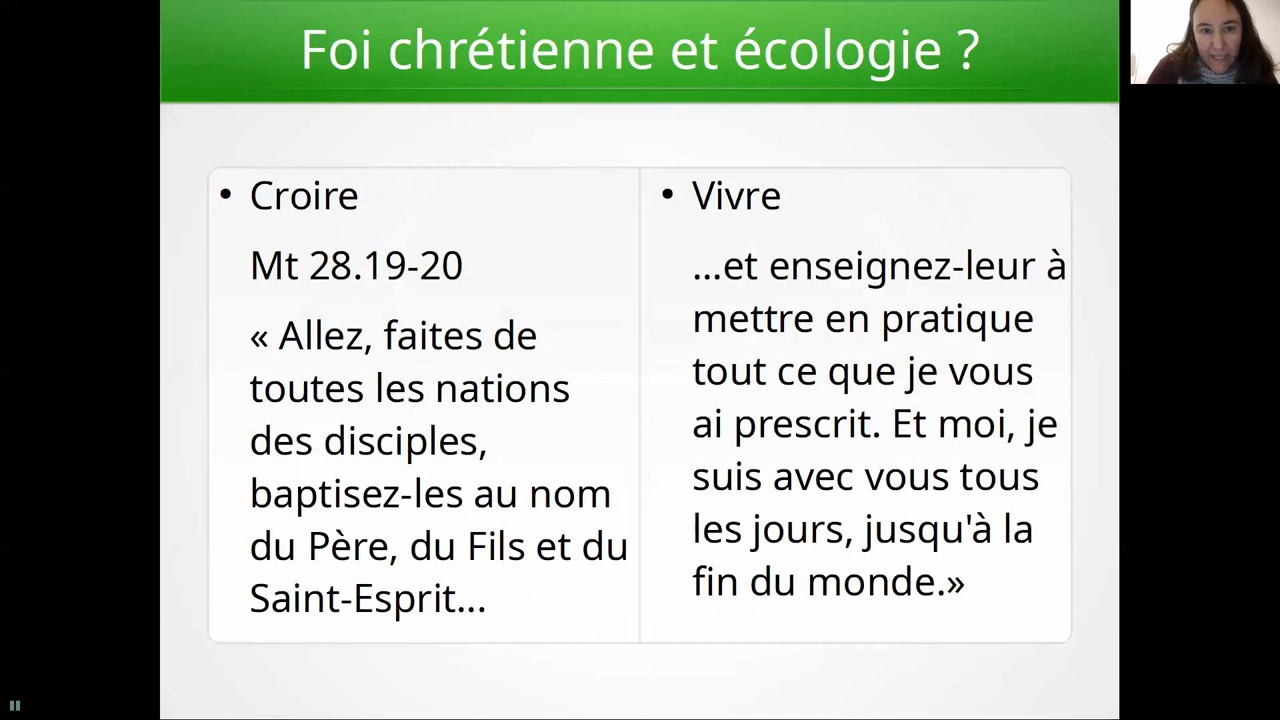 Foi chrétienne et écologie ?
• Croire
Mt 28.19-20
« Allez, faites de
toutes les nations
des disciples,
baptisez-les au nom
du Père, du Fils et du
Saint-Esprit...
• Vivre
...et enseignez-leur à
mettre en pratique
tout ce que je vous
ai prescrit. Et moi, je
suis avec vous tous
les jours, jusqu'à la
fin du monde.»